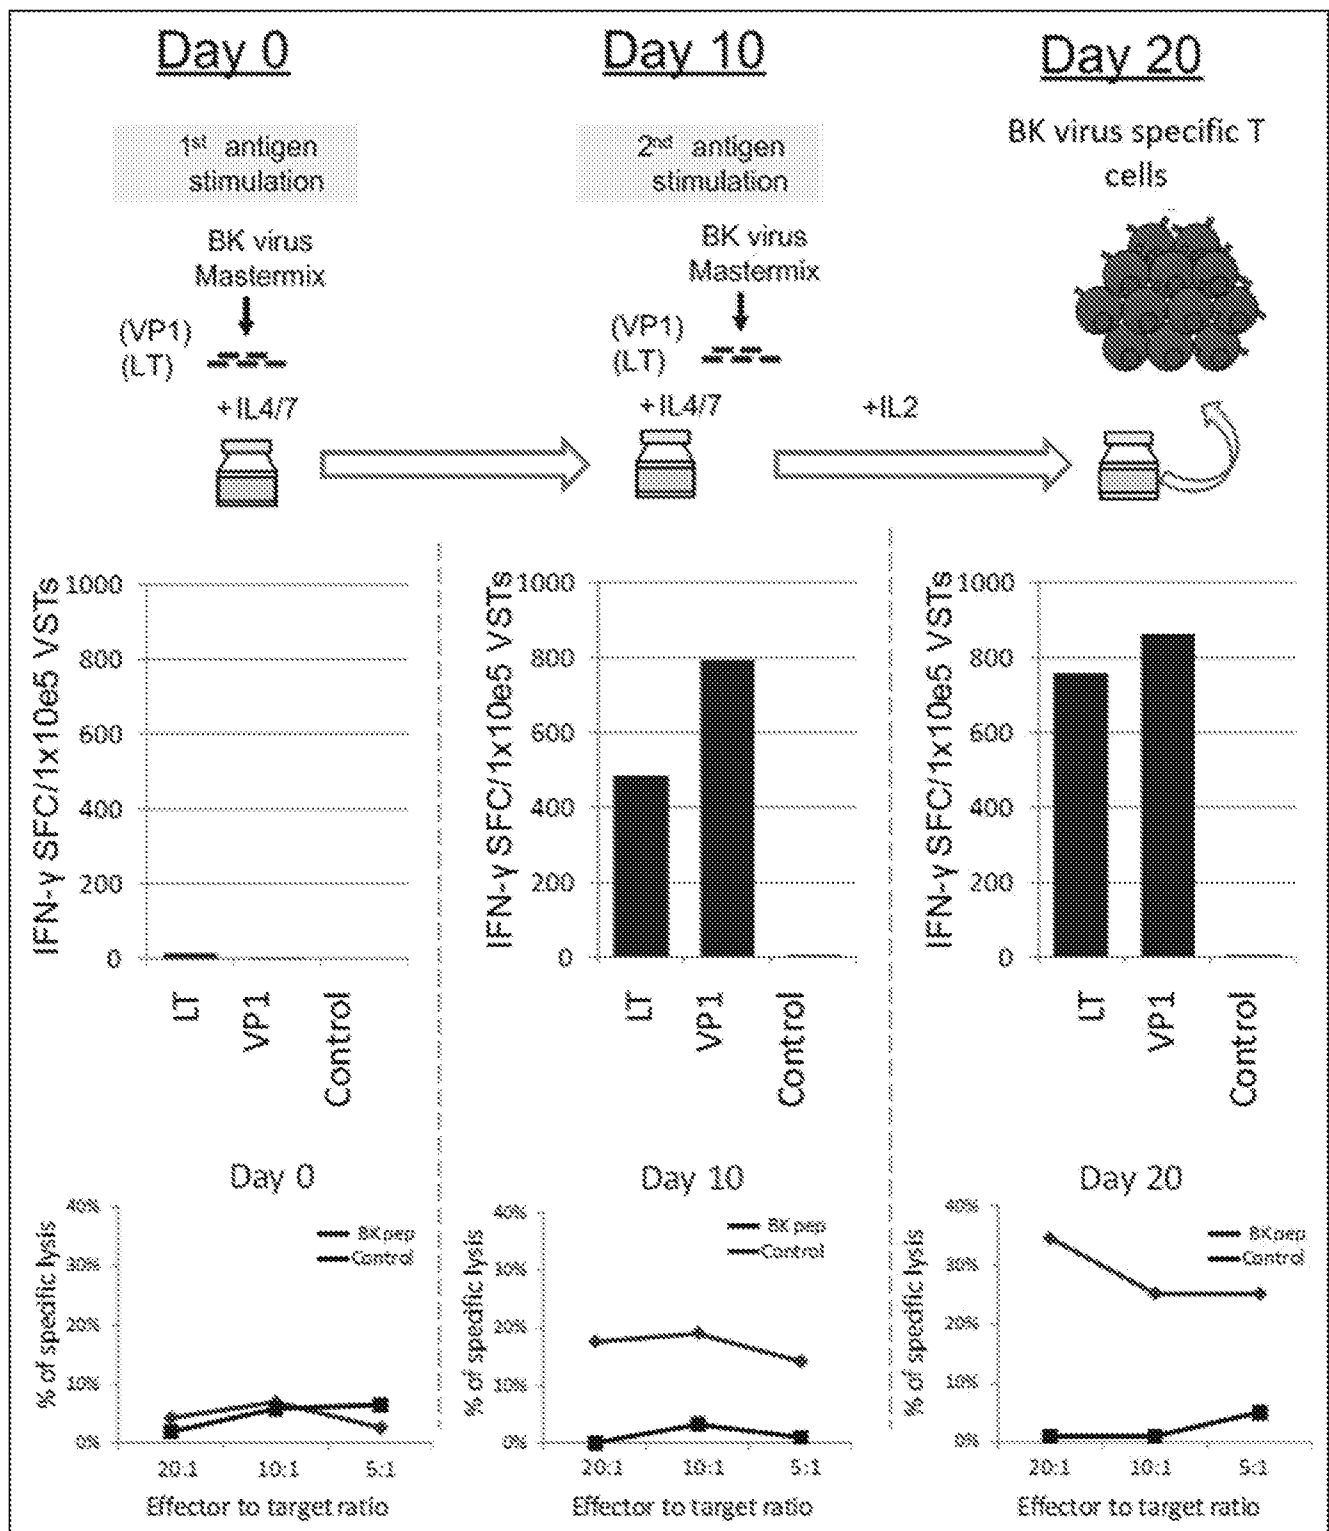 Day 0
Day 10
Day 20
1st antigen
stimulation
2nd antigen
stimulation
BK virus specific T
cells
BK virus
Mastermix
BK virus
Mastermix
(VP1)
(LT)
(VP1)
(LT)
+IL4/7
+IL4/7
+IL2
IFN-γ SFC/1x10e5 VSTs
1000
800
600
400
200
0
LT
VP1
Control
IFN-γ SFC/1x10e5 VSTs
1000
800
600
400
200
0
LT
VP1
Control
IFN-γ SFC/1x10e5 VSTs
1000
800
600
400
200
0
LT
VP1
Control
Day 0
% of specific lysis
40%
30%
20%
10%
0%
BKpep
Control
20:1
10:1
5:1
Effector to target ratio
Day 10
% of specific lysis
40%
30%
20%
10%
0%
BKpep
Control
20:1
10:1
5:1
Effector to target ratio
Day 20
% of specific lysis
40%
30%
20%
10%
0%
BKpep
Control
20:1
10:1
5:1
Effector to target ratio